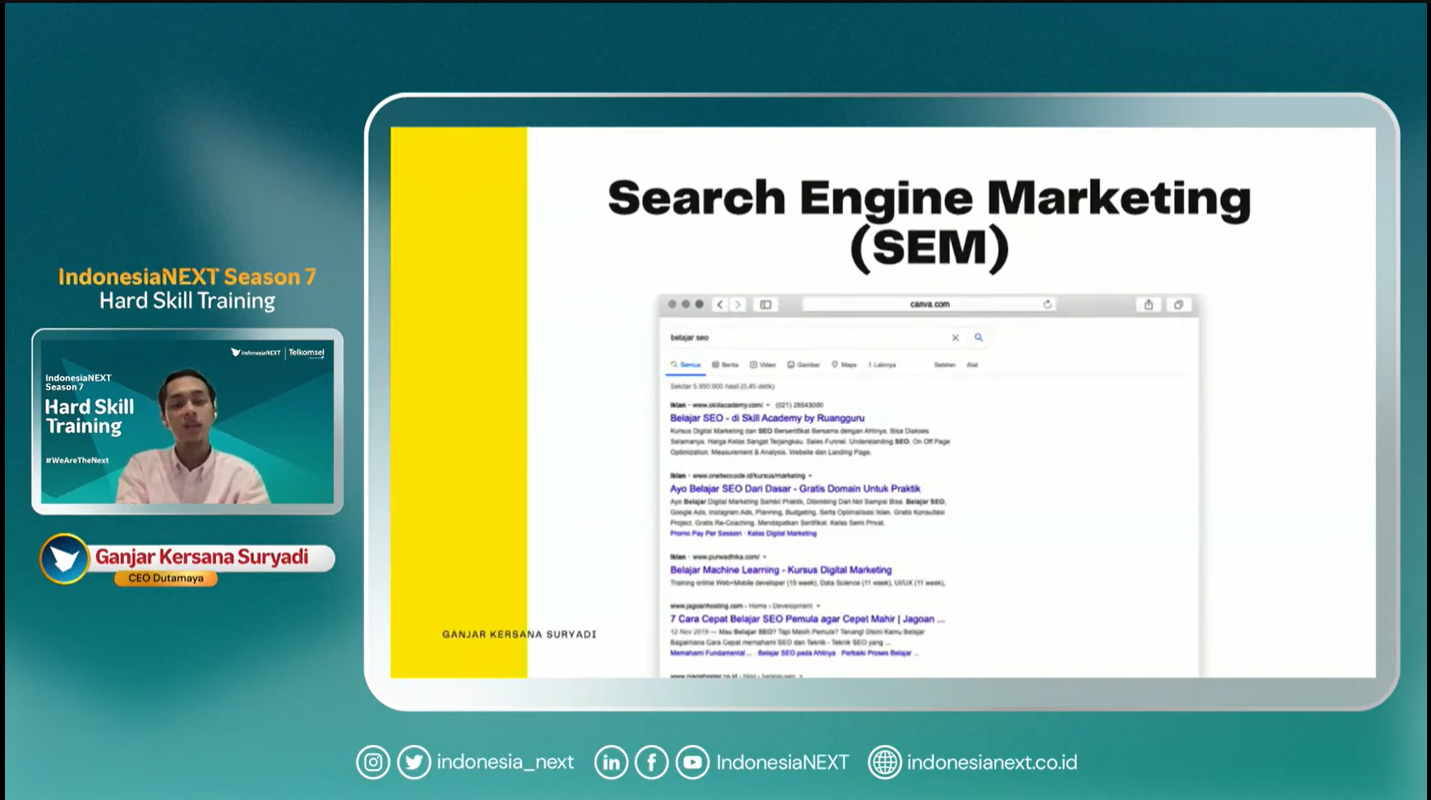 IndonesiaNEXT Season 7
Hard Skill Training
IndonesiaNEXT | Telkomsel
IndonesiaNEXT
Season 7
Hard Skill
Training
#WeAreTheNext
Ganjar Kersana Suryadi
CEO Dutamaya
Search Engine Marketing
(SEM)
canva.com
belajar seo
Semua Berita Video Gambar Maps Lainnya Setelan Alat
Sekitar 5.950.000 hasil (0,45 detik)
Iklan · www.skillacademy.com/ (021) 28543000
Belajar SEO - di Skill Academy by Ruangguru
Kursus Digital Marketing dan SEO Bersertifikat Bersama dengan Ahlinya. Bisa Diakses
Selamanya. Harga Kelas Sangat Terjangkau. Sales Funnel. Understanding SEO. On Off Page
Optimization. Measurement & Analysis. Website dan Landing Page.
Iklan · www.onetwocode.id/kursus/marketing
Ayo Belajar SEO Dari Dasar - Gratis Domain Untuk Praktik
Ayo Belajar Digital Marketing Sambil Praktik, Dibimbing Dari Nol Sampai Bisa. Belajar SEO,
Google Ads, Instagram Ads, Planning, Budgeting, Serta Optimalisasi Iklan. Gratis Konsultasi
Project. Gratis Re-Coaching. Mendapatkan Sertifikat. Kelas Semi Privat.
Promo Pay Per Session · Kelas Digital Marketing
Iklan · www.purwadhika.com/
Belajar Machine Learning - Kursus Digital Marketing
Training online Web+Mobile developer (15 week), Data Science (11 week), UI/UX (11 week),
www.jagoanhosting.com › Home › Development
7 Cara Cepat Belajar SEO Pemula agar Cepet Mahir | Jagoan ...
12 Nov 2019 — Mau Belajar SEO? Tapi Masih Pemula? Tenang! Disini Kamu Belajar
Bagaimana Cara Cepat memahami SEO dan Teknik - Teknik SEO yang ...
Memahami Fundamental ... · Belajar SEO pada Ahlinya · Perbaiki Proses Belajar ...
GANJAR KERSANA SURYADI
indonesia_next IndonesiaNEXT indonesianext.co.id